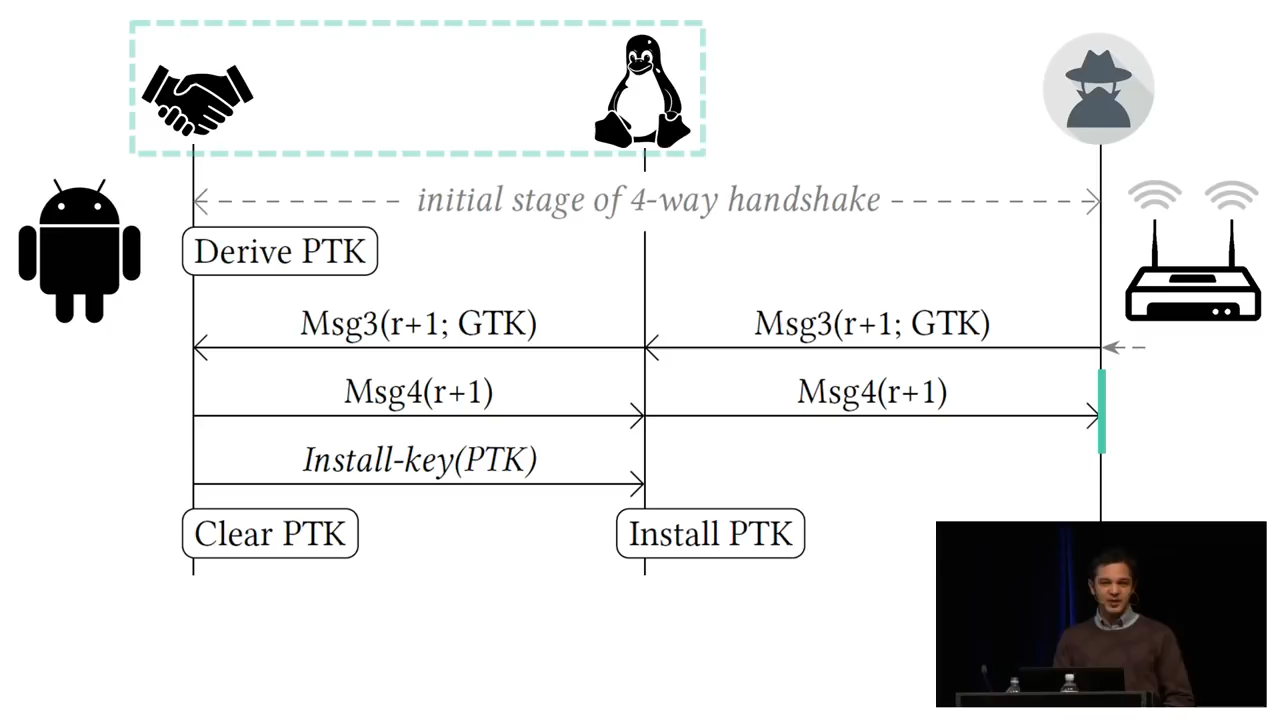 initial stage of 4-way handshake
Derive PTK
Msg3(r+1; GTK)
Msg3(r+1; GTK)
Msg4(r+1)
Msg4(r+1)
Install-key(PTK)
Clear PTK
Install PTK